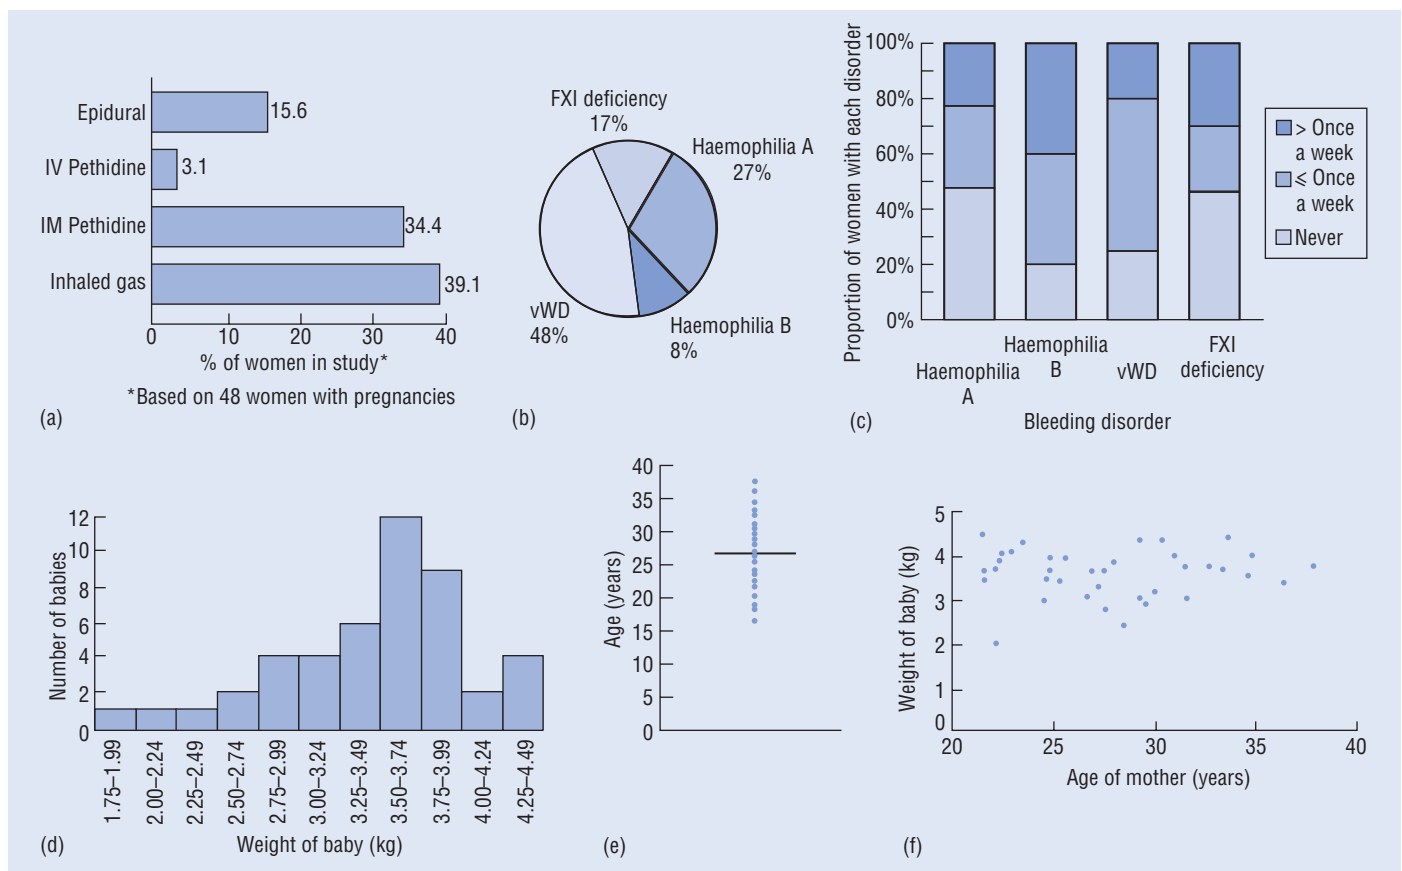 Epidural
15.6
IV Pethidine
3.1
IM Pethidine
34.4
Inhaled gas
39.1
0 10 20 30 40
% of women in study*
*Based on 48 women with pregnancies
(a)
FXI deficiency
17%
Haemophilia A
27%
vWD
48%
Haemophilia B
8%
(b)
Proportion of women with each disorder
100%
80%
60%
40%
20%
0%
Haemophilia
A
Haemophilia
B
vWD
FXI
deficiency
Bleeding disorder
> Once
a week
⩽ Once
a week
Never
(c)
Number of babies
12
10
8
6
4
2
0
1.75–1.99
2.00–2.24
2.25–2.49
2.50–2.74
2.75–2.99
3.00–3.24
3.25–3.49
3.50–3.74
3.75–3.99
4.00–4.24
4.25–4.49
Weight of baby (kg)
(d)
Age (years)
40
35
30
25
20
15
10
5
0
(e)
Weight of baby (kg)
5
4
3
2
1
0
20 25 30 35 40
Age of mother (years)
(f)